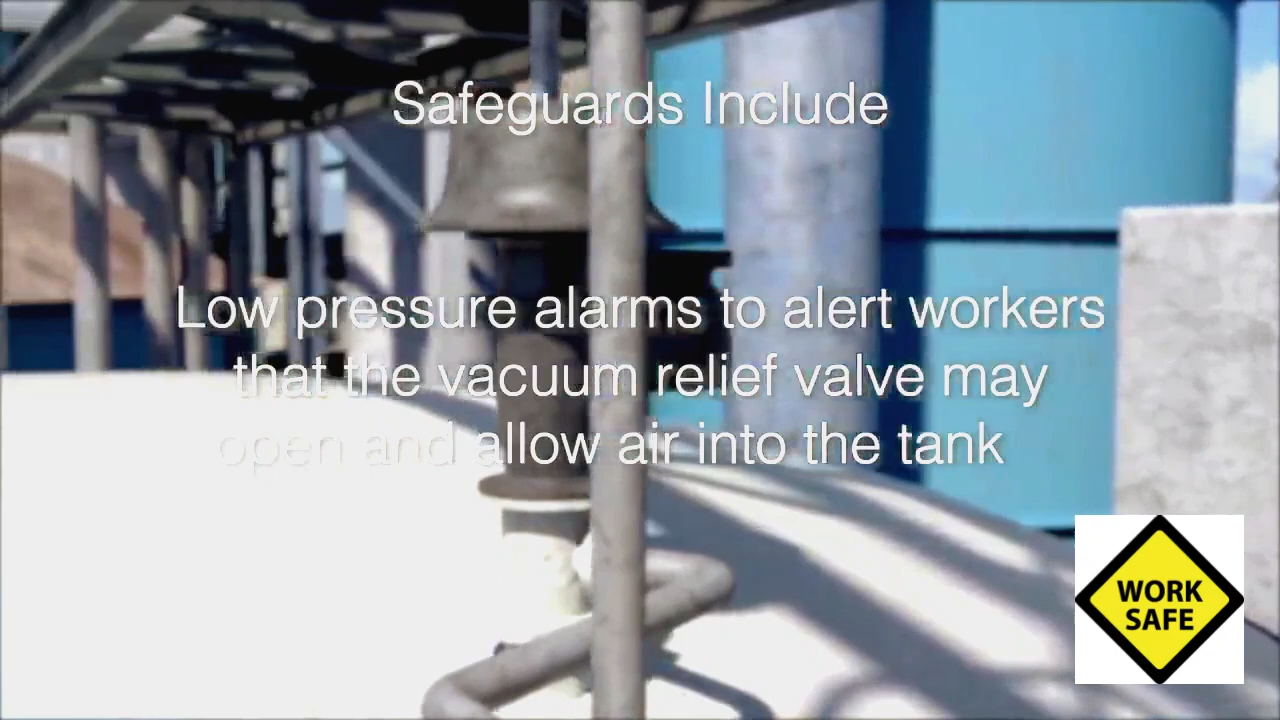 Safeguards Include
Low pressure alarms to alert workers
that the vacuum relief valve may
open and allow air into the tank
WORK
SAFE